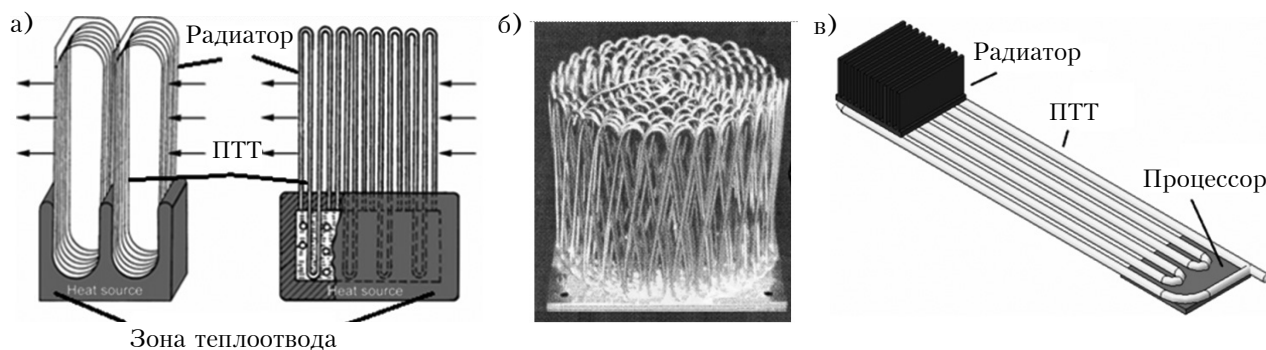 а)
Радиатор
ПТТ
Heat source
Heat source
Зона теплоотвода
б)
в)
Радиатор
ПТТ
Процессор